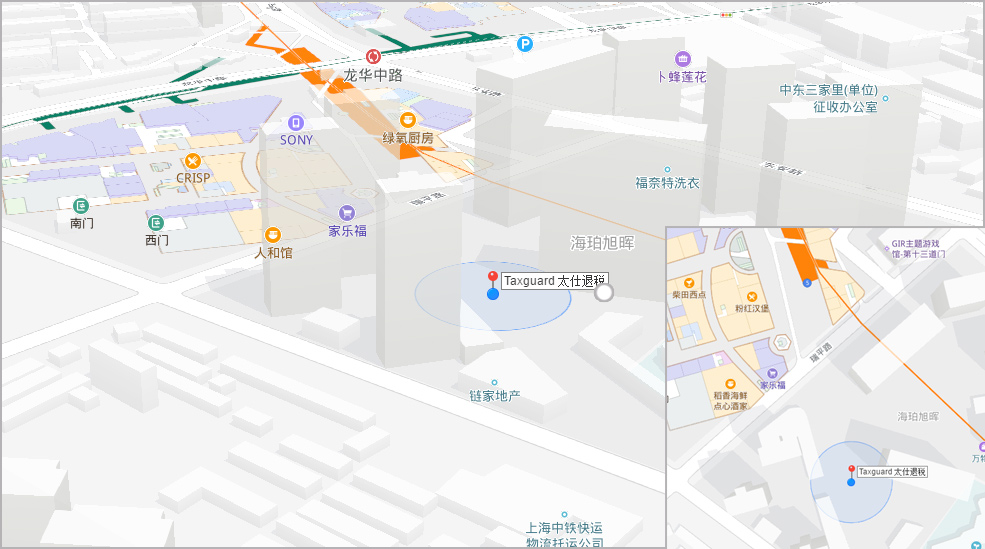 P
龙华中路
卜蜂莲花
中东三家里(单位)
征收办公室
SONY
绿氧厨房
CRISP
福奈特洗衣
瑞平路
南门
西门
家乐福
人和馆
海珀旭晖
Taxguard 太仕退税
链家地产
上海中铁快运
物流托运公司
GIR主题游戏
馆-第十三道门
柴田西点
粉红汉堡
5
瑞平路
家乐福
稻香海鲜
点心酒家
海珀旭晖
Taxguard 太仕退税